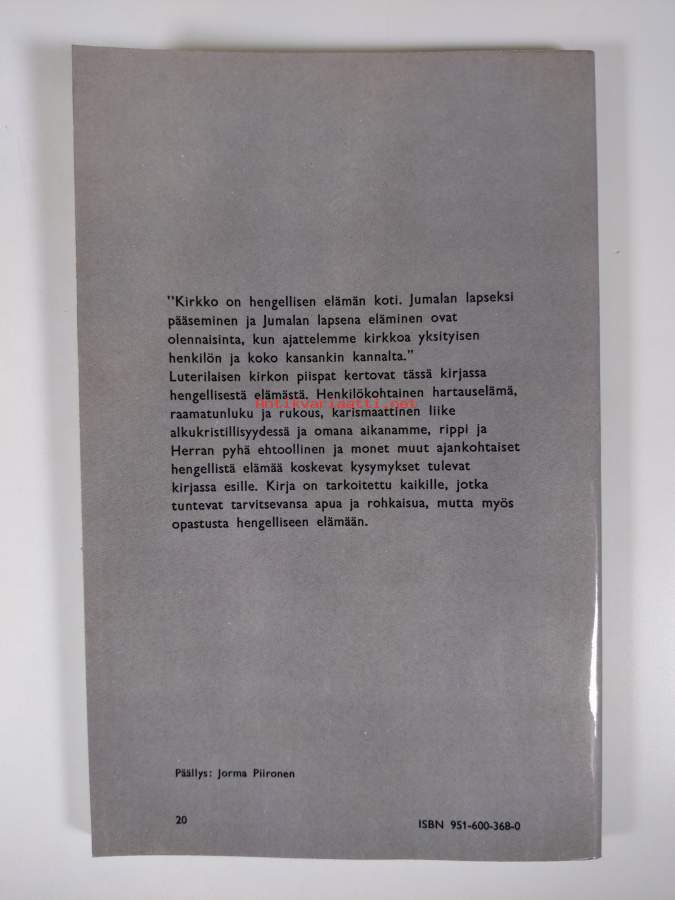 "Kirkko on hengellisen elämän koti. Jumalan lapseksi
pääseminen ja Jumalan lapsena eläminen ovat
olennaisinta, kun ajattelemme kirkkoa yksityisen
henkilön ja koko kansankin kannalta."
Luterilaisen kirkon piispat kertovat tässä kirjassa
hengellisestä elämästä. Henkilökohtainen hartauselämä,
Antikvariaatti.net
raamatunluku ja rukous, karismaattinen liike
alkukristillisyydessä ja omana aikanamme, rippi ja
Herran pyhä ehtoollinen ja monet muut ajankohtaiset
hengellistä elämää koskevat kysymykset tulevat
kirjassa esille. Kirja on tarkoitettu kaikille, jotka
tuntevat tarvitsevansa apua ja rohkaisua, mutta myös
opastusta hengelliseen elämään.
Päällys: Jorma Piironen
20
ISBN 951-600-368-0